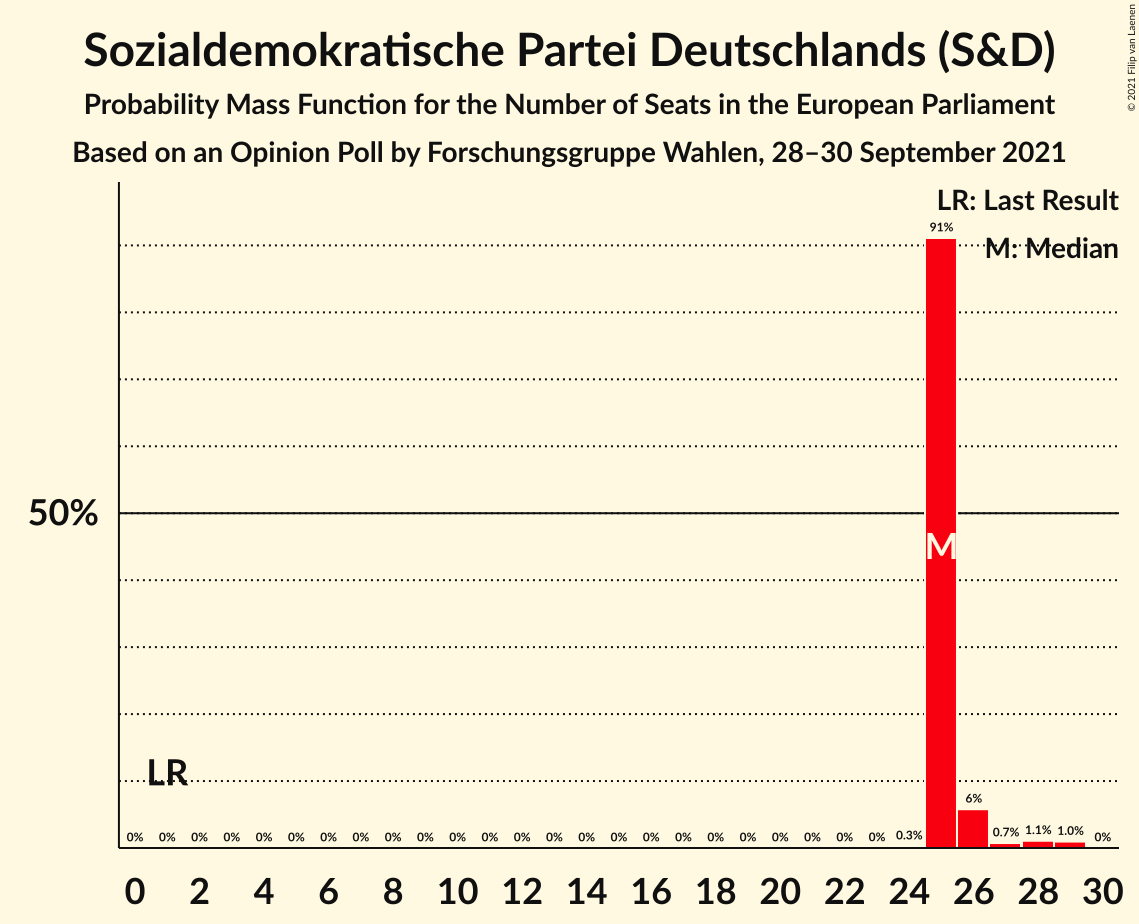 Sozialdemokratische Partei Deutschlands (S&D)
Probability Mass Function for the Number of Seats in the European Parliament
Based on an Opinion Poll by Forschungsgruppe Wahlen, 28–30 September 2021
© 2021 Filip van Laenen
LR: Last Result
M: Median
91%
50%
M
LR
0% 0% 0% 0% 0% 0% 0% 0% 0% 0% 0% 0% 0% 0% 0% 0% 0% 0% 0% 0% 0% 0% 0% 0% 0.3% 6% 0.7% 1.1% 1.0% 0%
0 2 4 6 8 10 12 14 16 18 20 22 24 26 28 30